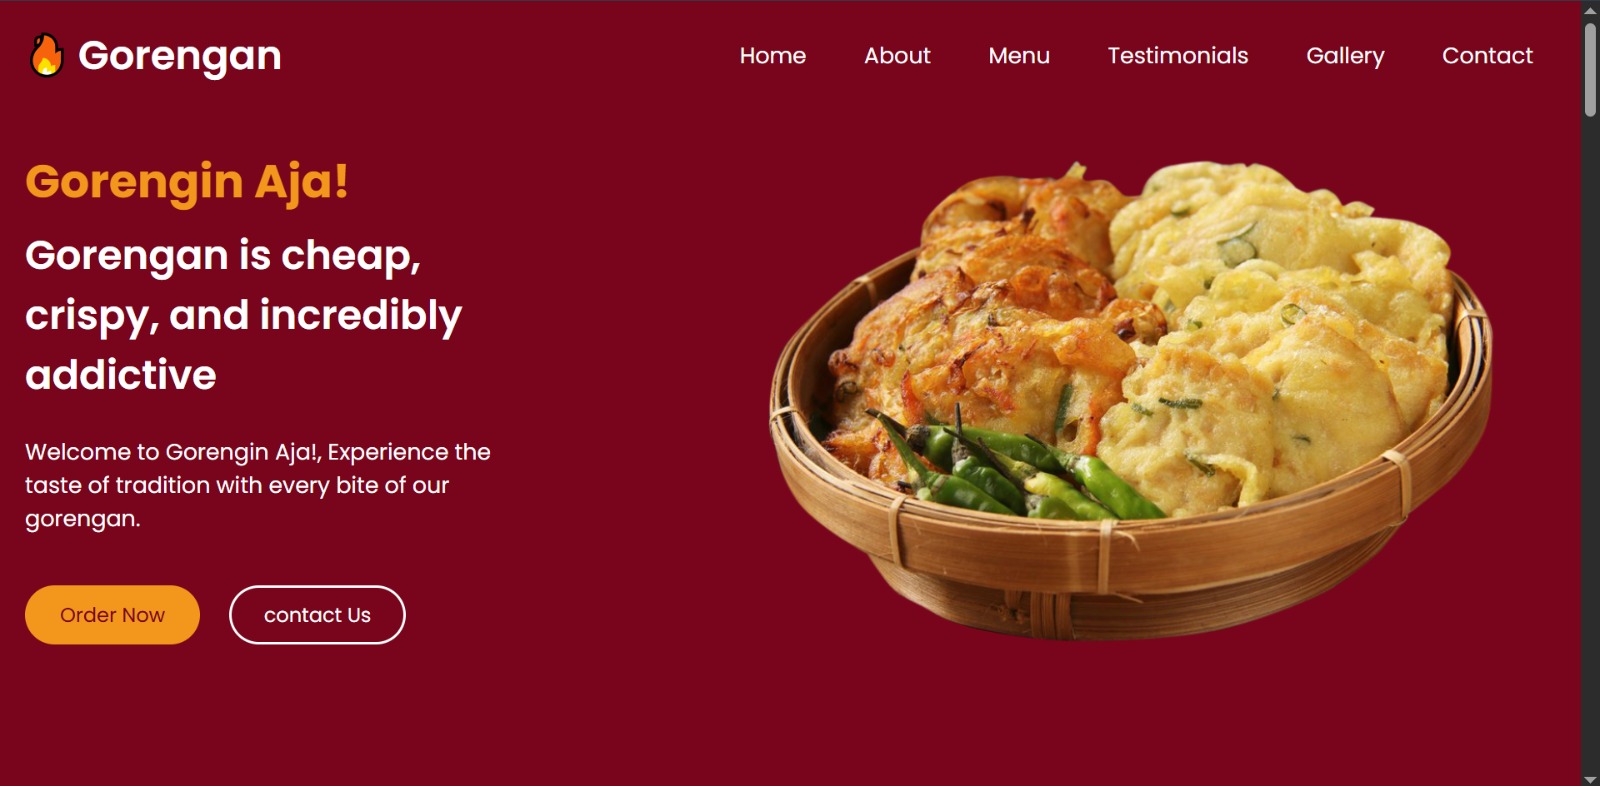 Gorengan
Home About Menu Testimonials Gallery Contact
Gorengin Aja!
Gorengan is cheap,
crispy, and incredibly
addictive
Welcome to Gorengin Aja!, Experience the
taste of tradition with every bite of our
gorengan.
Order Now
contact Us